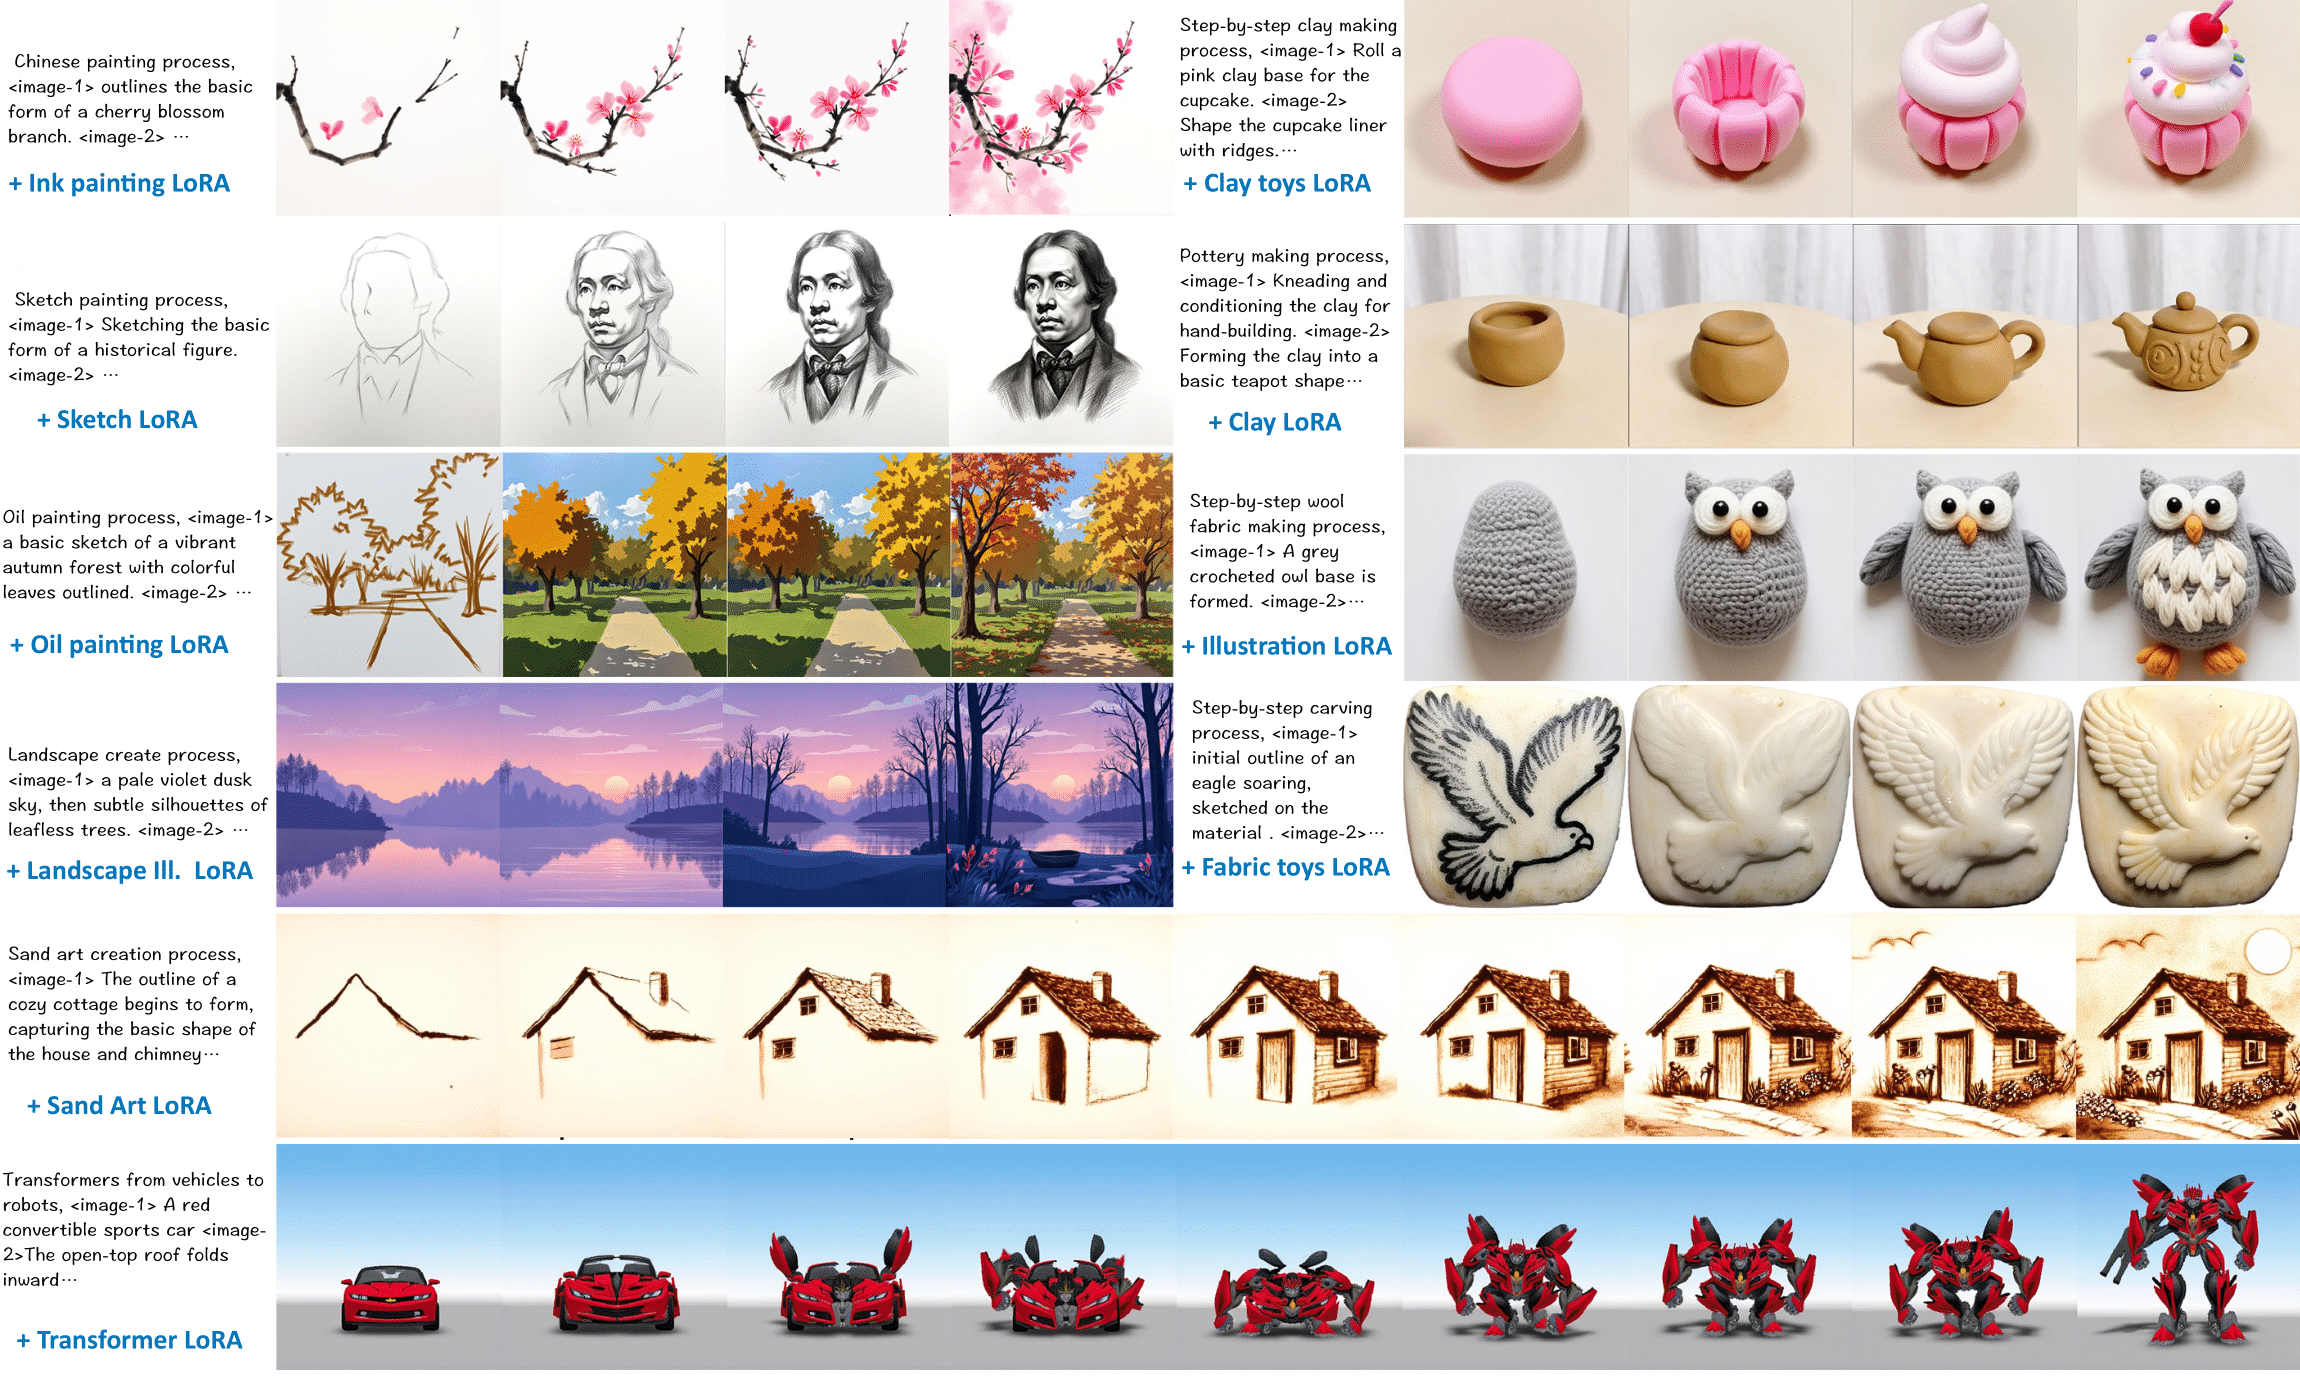 Chinese painting process,
<image-1> outlines the basic
form of a cherry blossom
branch. <image-2> ···
+ Ink painting LoRA
Step-by-step clay making
process, <image-1> Roll a
pink clay base for the
cupcake. <image-2>
Shape the cupcake liner
with ridges.···
+ Clay toys LoRA
Sketch painting process,
<image-1> Sketching the basic
form of a historical figure.
<image-2> ···
+ Sketch LoRA
Pottery making process,
<image-1> Kneading and
conditioning the clay for
hand-building. <image-2>
Forming the clay into a
basic teapot shape···
+ Clay LoRA
Oil painting process, <image-1>
a basic sketch of a vibrant
autumn forest with colorful
leaves outlined. <image-2> ···
+ Oil painting LoRA
Step-by-step wool
fabric making process,
<image-1> A grey
crocheted owl base is
formed. <image-2>···
+ Illustration LoRA
Landscape create process,
<image-1> a pale violet dusk
sky, then subtle silhouettes of
leafless trees. <image-2> ···
+ Landscape Ill. LoRA
Step-by-step carving
process, <image-1>
initial outline of an
eagle soaring,
sketched on the
material . <image-2>···
+ Fabric toys LoRA
Sand art creation process,
<image-1> The outline of a
cozy cottage begins to form,
capturing the basic shape of
the house and chimney···
+ Sand Art LoRA
Transformers from vehicles to
robots, <image-1> A red
convertible sports car <image-
2>The open-top roof folds
inward···
+ Transformer LoRA